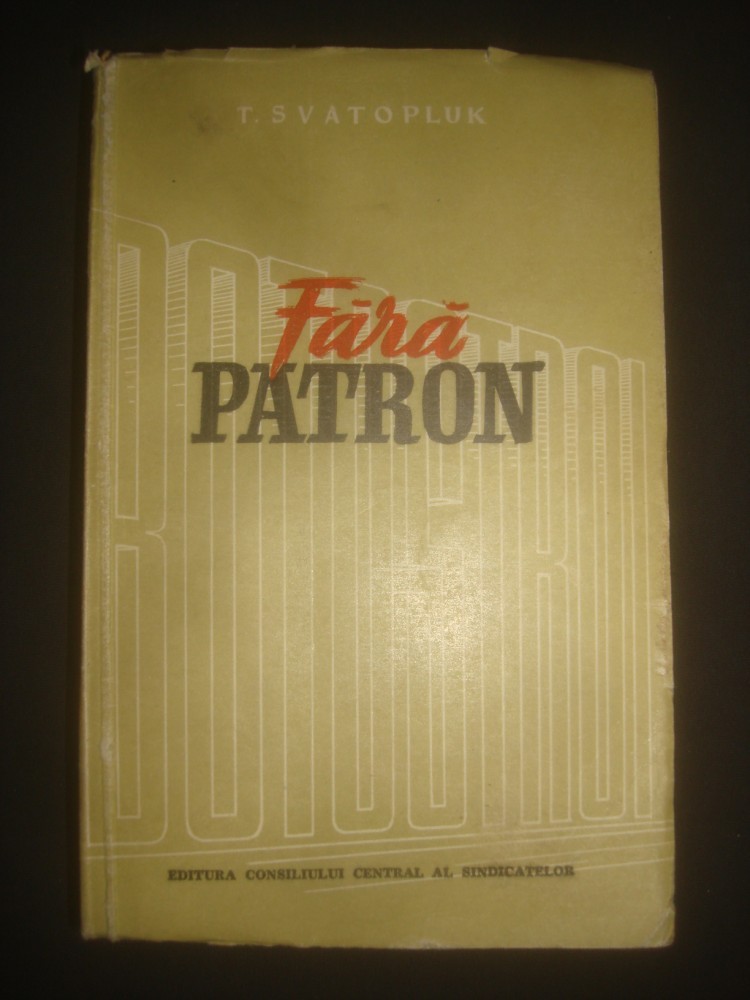 T. SVATOPLUK
Fără
PATRON
EDITURA CONSILIULUI CENTRAL AL SINDICATELOR